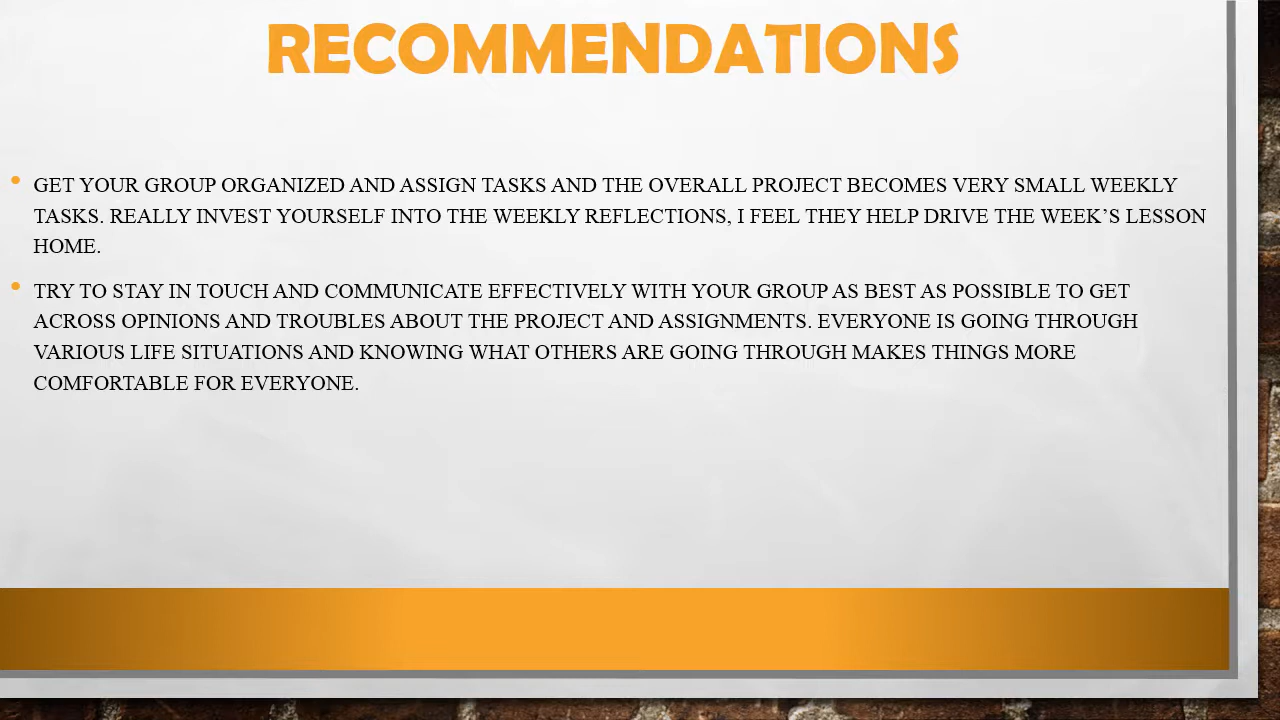 RECOMMENDATIONS
• GET YOUR GROUP ORGANIZED AND ASSIGN TASKS AND THE OVERALL PROJECT BECOMES VERY SMALL WEEKLY
TASKS. REALLY INVEST YOURSELF INTO THE WEEKLY REFLECTIONS, I FEEL THEY HELP DRIVE THE WEEK’S LESSON
HOME.
• TRY TO STAY IN TOUCH AND COMMUNICATE EFFECTIVELY WITH YOUR GROUP AS BEST AS POSSIBLE TO GET
ACROSS OPINIONS AND TROUBLES ABOUT THE PROJECT AND ASSIGNMENTS. EVERYONE IS GOING THROUGH
VARIOUS LIFE SITUATIONS AND KNOWING WHAT OTHERS ARE GOING THROUGH MAKES THINGS MORE
COMFORTABLE FOR EVERYONE.